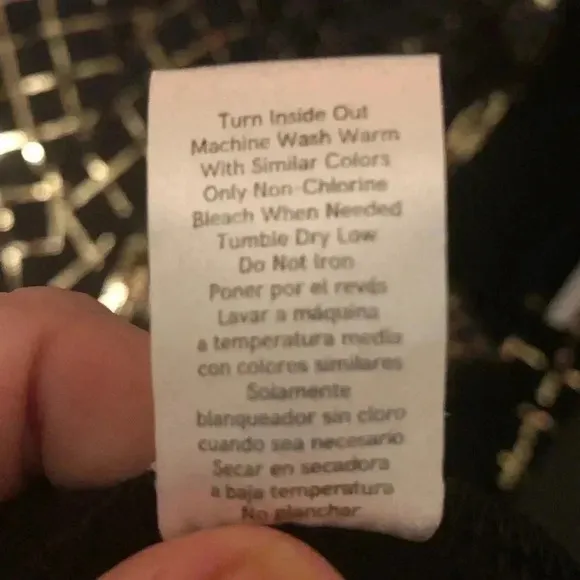 Turn Inside Out
Machine Wash Warm
With Similar Colors
Only Non-Chlorine
Bleach When Needed
Tumble Dry Low
Do Not Iron
Poner por el revés
Lavar a máquina
a temperatura media
con colores similares
Solamente
blanqueador sin cloro
cuando sea necesario
Secar en secadora
a baja temperatura
No planchar